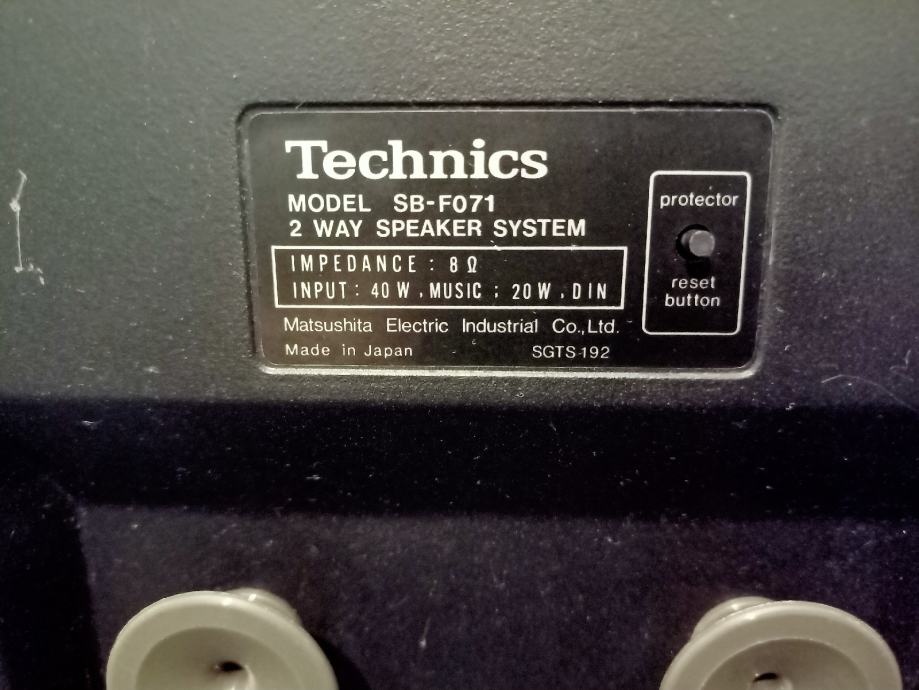 Technics
MODEL SB-F071
2 WAY SPEAKER SYSTEM
IMPEDANCE : 8 Ω
INPUT : 40 W . MUSIC ; 20 W . DIN
Matsushita Electric Industrial Co.,Ltd.
Made in Japan SGTS-192
protector
reset
button